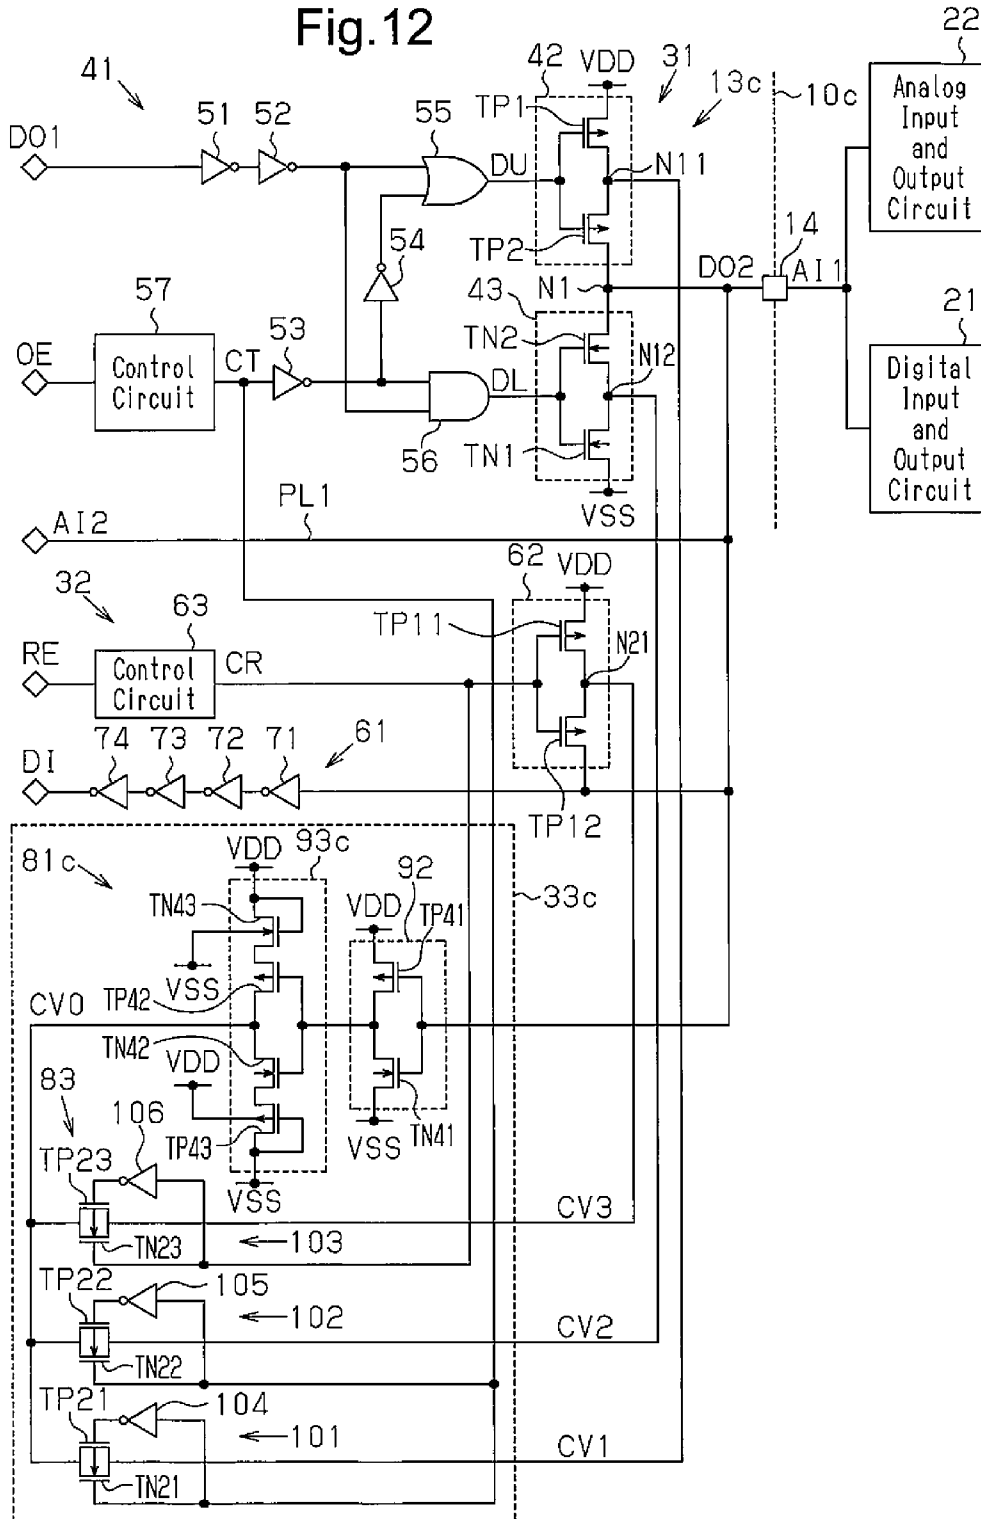 Fig.12
22
42
VDD
31
41
13c
10c
Analog
Input
and
Output
Circuit
51
52
55
TP1
DO1
DU
N11
14
TP2
54
DO2
AI1
57
53
43
N1
21
OE
Control
Circuit
CT
TN2
N12
Digital
Input
and
Output
Circuit
DL
56
TN1
PL1
VSS
AI2
62
VDD
32
63
TP11
RE
Control
Circuit
CR
N21
DI
74
73
72
71
61
TP12
81c
VDD
93c
92
33c
TN43
VDD
TP41
VSS
TP42
CV0
TN42
VDD
83
106
TP43
VSS
TN41
TP23
VSS
CV3
TN23
103
TP22
105
102
CV2
TN22
TP21
104
101
CV1
TN21